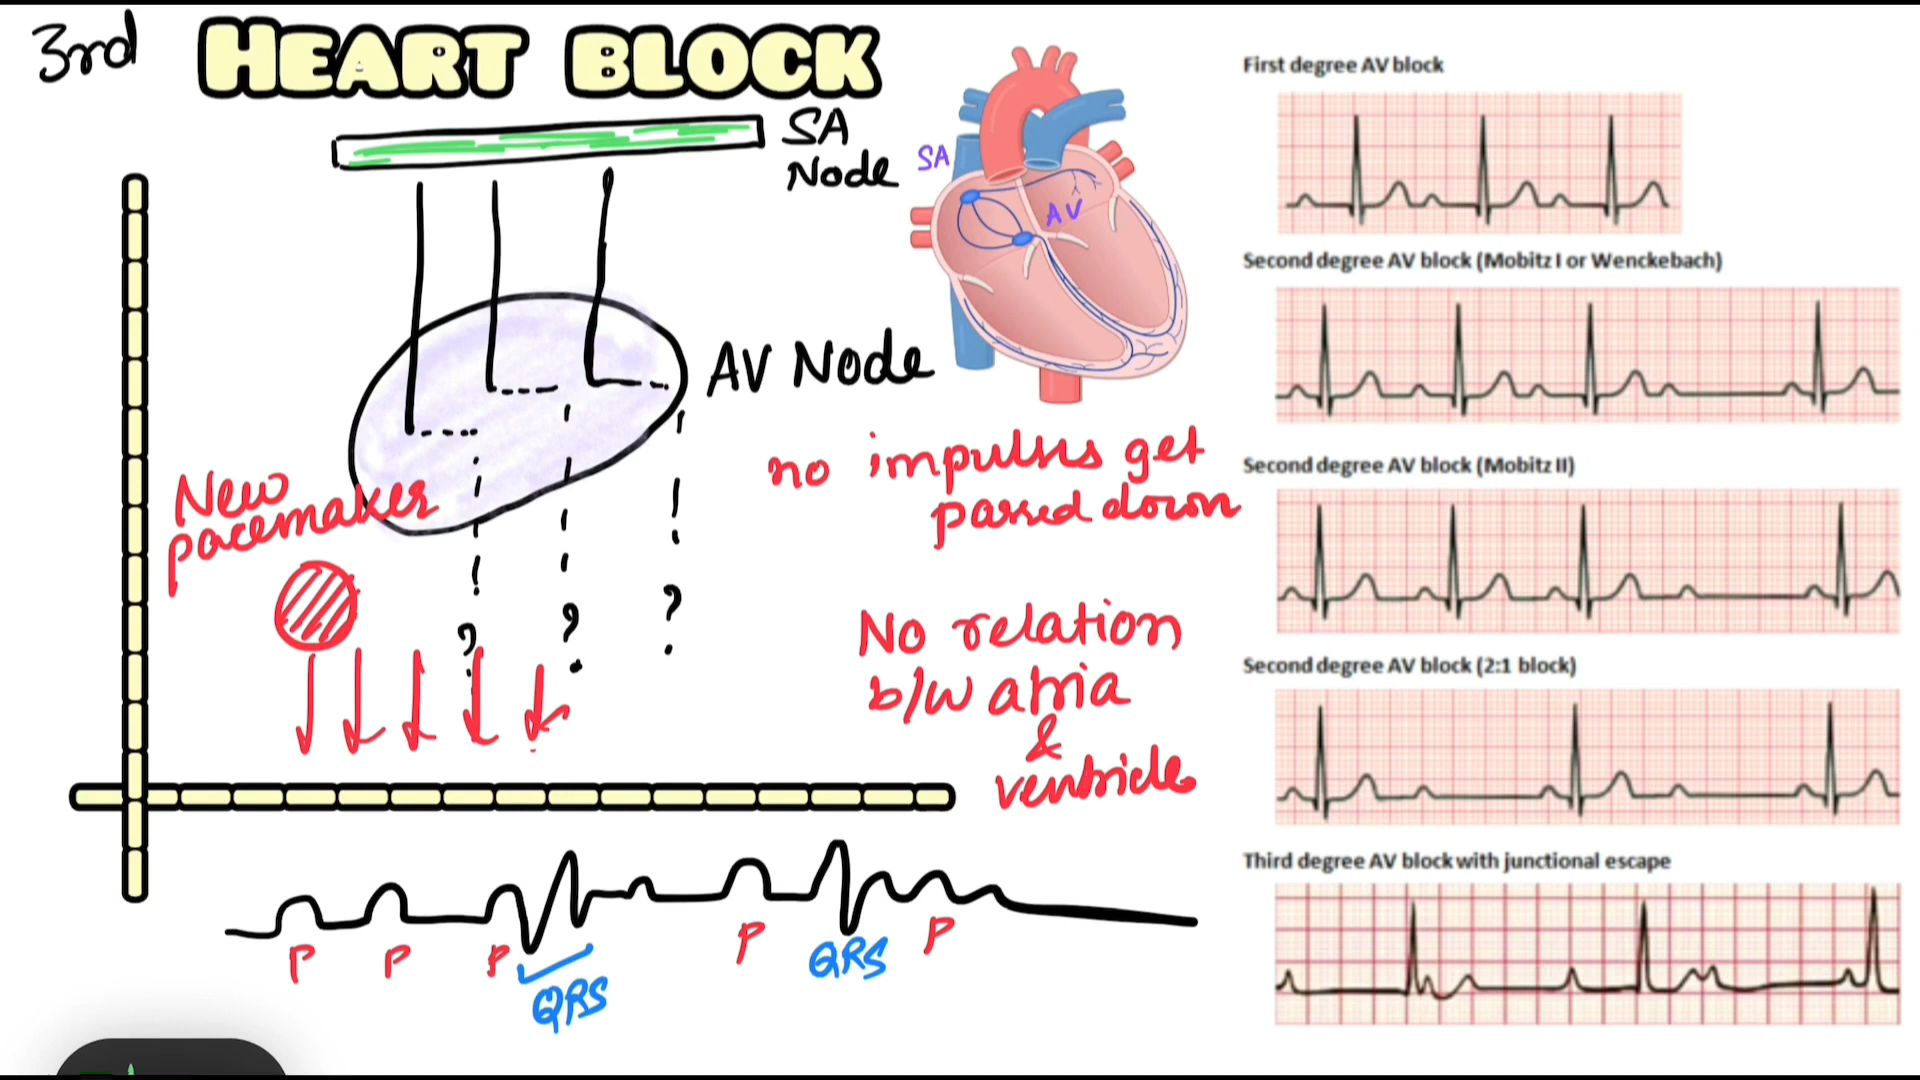 3rd HEART BLOCK
SA
Node
SA
AV
AV Node
New
pacemaker
no impulses get
passed down
? ? ?
No relation
b/w atria
&
ventricles
P P P QRS P QRS P
First degree AV block
Second degree AV block (Mobitz I or Wenckebach)
Second degree AV block (Mobitz II)
Second degree AV block (2:1 block)
Third degree AV block with junctional escape